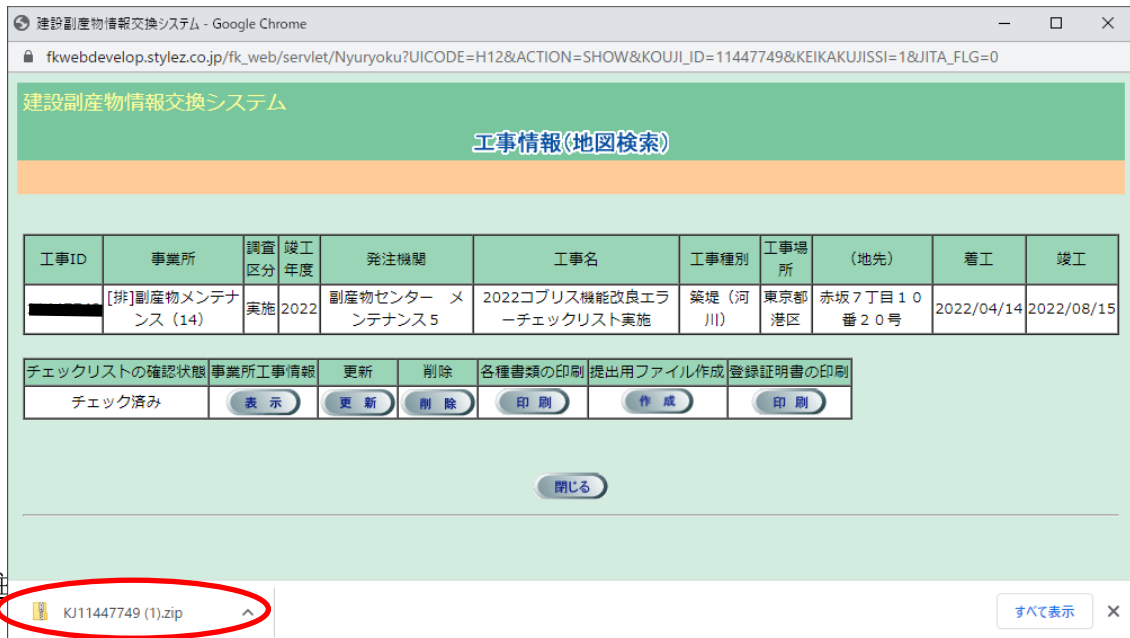 建設副産物情報交換システム - Google Chrome
fkwebdevelop.stylez.co.jp/fk_web/servlet/Nyuryoku?UICODE=H12&ACTION=SHOW&KOUJI_ID=11447749&KEIKAKUJISSI=1&JITA_FLG=0
建設副産物情報交換システム
工事情報(地図検索)
工事ID 事業所 調査区分 竣工年度 発注機関 工事名 工事種別 工事場所 (地先) 着工 竣工
[排]副産物メンテナンス（14） 実施 2022 副産物センター　メンテナンス５ 2022コブリス機能改良エラーチェックリスト実施 築堤（河川） 東京都港区 赤坂７丁目１０番２０号 2022/04/14 2022/08/15
チェックリストの確認状態 事業所工事情報 更新 削除 各種書類の印刷 提出用ファイル作成 登録証明書の印刷
チェック済み 表 示 更 新 削 除 印 刷 作 成 印 刷
閉じる
KJ11447749 (1).zip すべて表示